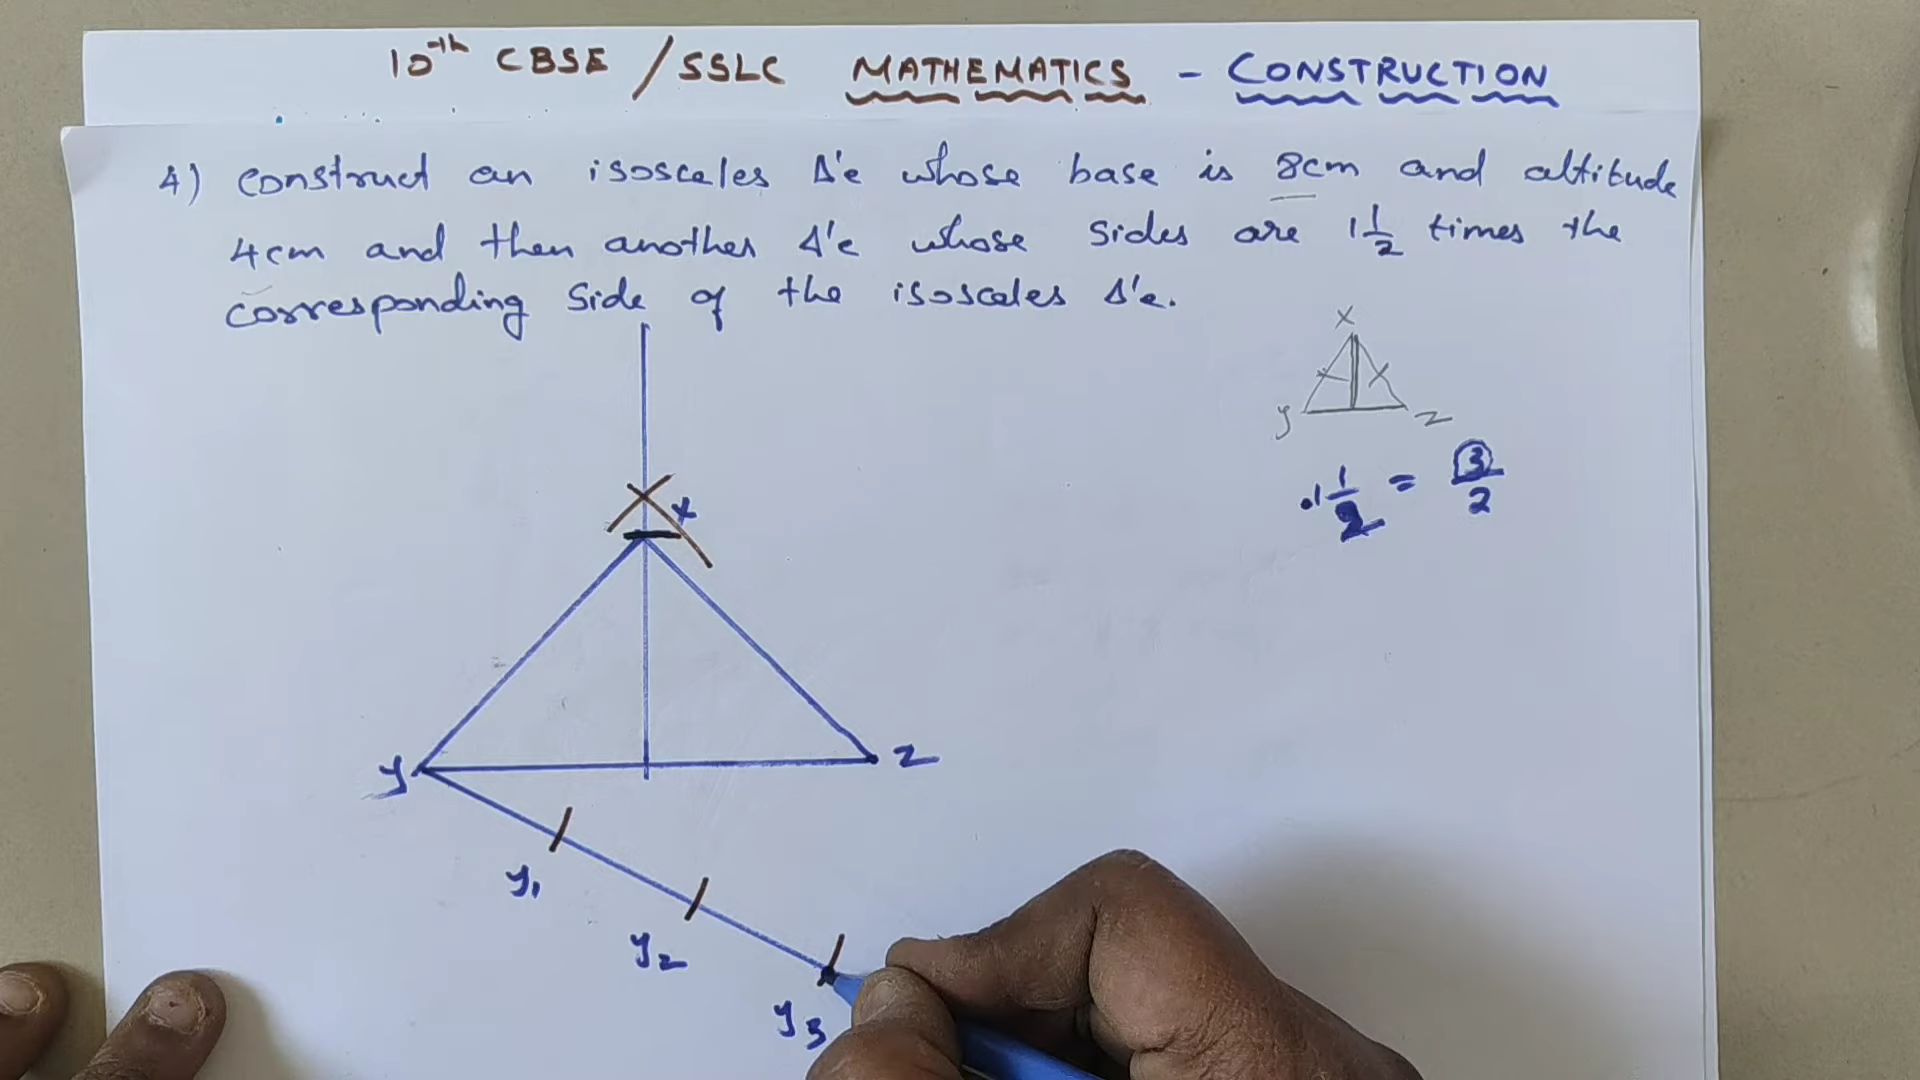 10th CBSE / SSLC MATHEMATICS - CONSTRUCTION
4) Construct an isosceles Δ'e whose base is 8cm and altitude
4cm and then another Δ'e whose sides are 1 1/2 times the
corresponding side of the isosceles Δ'e.
x
y z
1 1/2 = 3/2
x
y z
y1
y2
y3